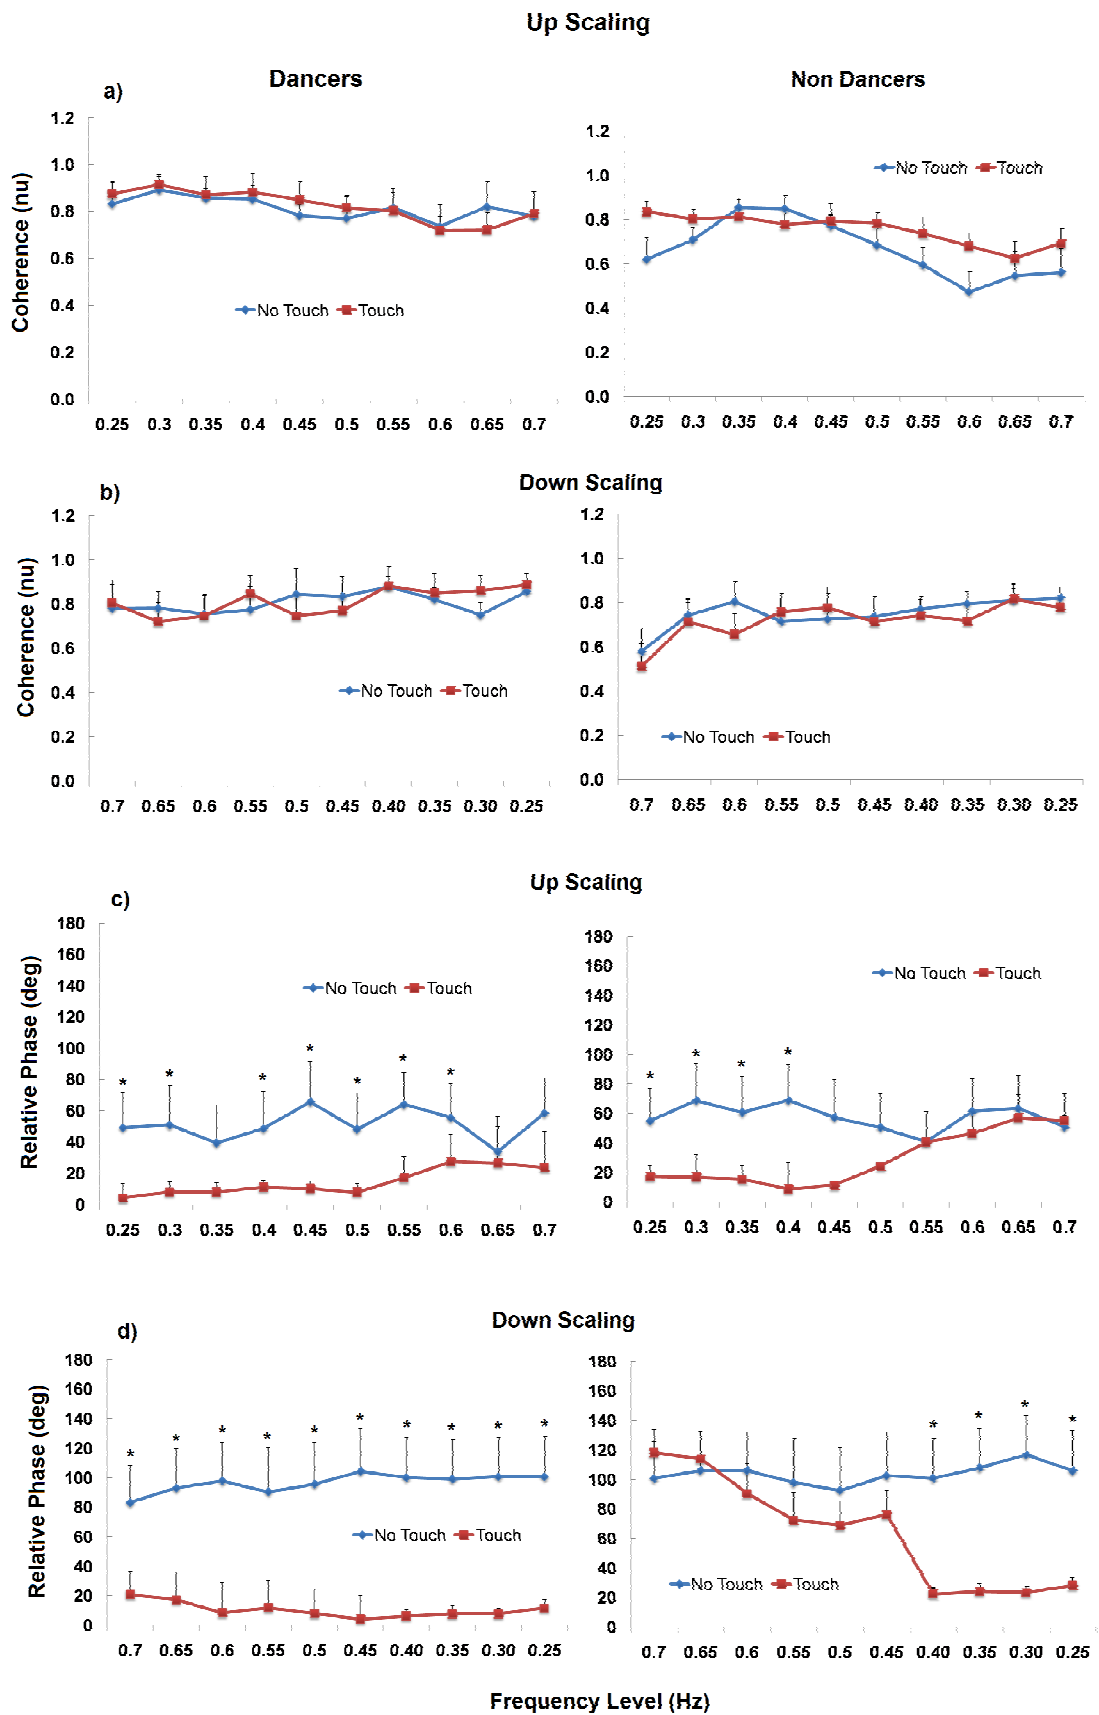 Up Scaling
Dancers
Non Dancers
a)
1.2
1.0
0.8
0.6
0.4
0.2
0.0
Coherence (nu)
No Touch Touch
0.25 0.3 0.35 0.4 0.45 0.5 0.55 0.6 0.65 0.7
1.2
1.0
0.8
0.6
0.4
0.2
0.0
No Touch Touch
0.25 0.3 0.35 0.4 0.45 0.5 0.55 0.6 0.65 0.7
Down Scaling
b)
1.2
1.0
0.8
0.6
0.4
0.2
0.0
Coherence (nu)
No Touch Touch
0.7 0.65 0.6 0.55 0.5 0.45 0.40 0.35 0.30 0.25
1.2
1.0
0.8
0.6
0.4
0.2
0.0
No Touch Touch
0.7 0.65 0.6 0.55 0.5 0.45 0.40 0.35 0.30 0.25
Up Scaling
c)
180
160
140
120
100
80
60
40
20
0
Relative Phase (deg)
No Touch Touch
* * * * * * *
0.25 0.3 0.35 0.4 0.45 0.5 0.55 0.6 0.65 0.7
180
160
140
120
100
80
60
40
20
0
No Touch Touch
* * * *
0.25 0.3 0.35 0.4 0.45 0.5 0.55 0.6 0.65 0.7
Down Scaling
d)
180
160
140
120
100
80
60
40
20
0
Relative Phase (deg)
* * * * * * * * * *
No Touch Touch
0.7 0.65 0.6 0.55 0.5 0.45 0.40 0.35 0.30 0.25
180
160
140
120
100
80
60
40
20
0
* * * *
No Touch Touch
0.7 0.65 0.6 0.55 0.5 0.45 0.40 0.35 0.30 0.25
Frequency Level (Hz)